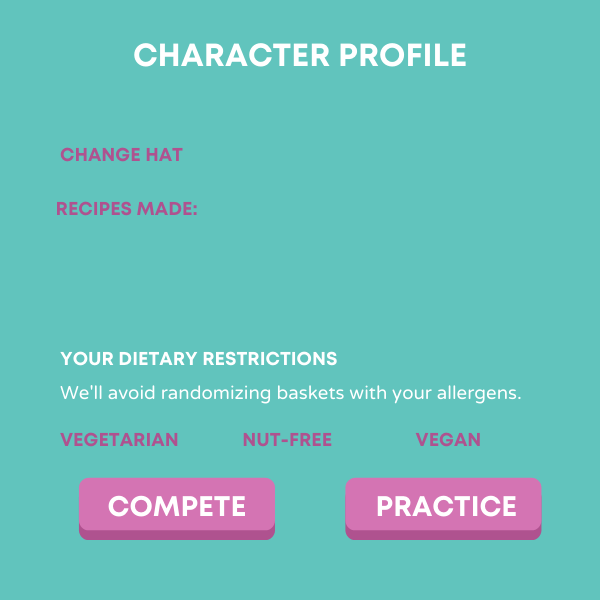 CHARACTER PROFILE
CHANGE HAT
RECIPES MADE:
YOUR DIETARY RESTRICTIONS
We'll avoid randomizing baskets with your allergens.
VEGETARIAN NUT-FREE VEGAN
COMPETE PRACTICE